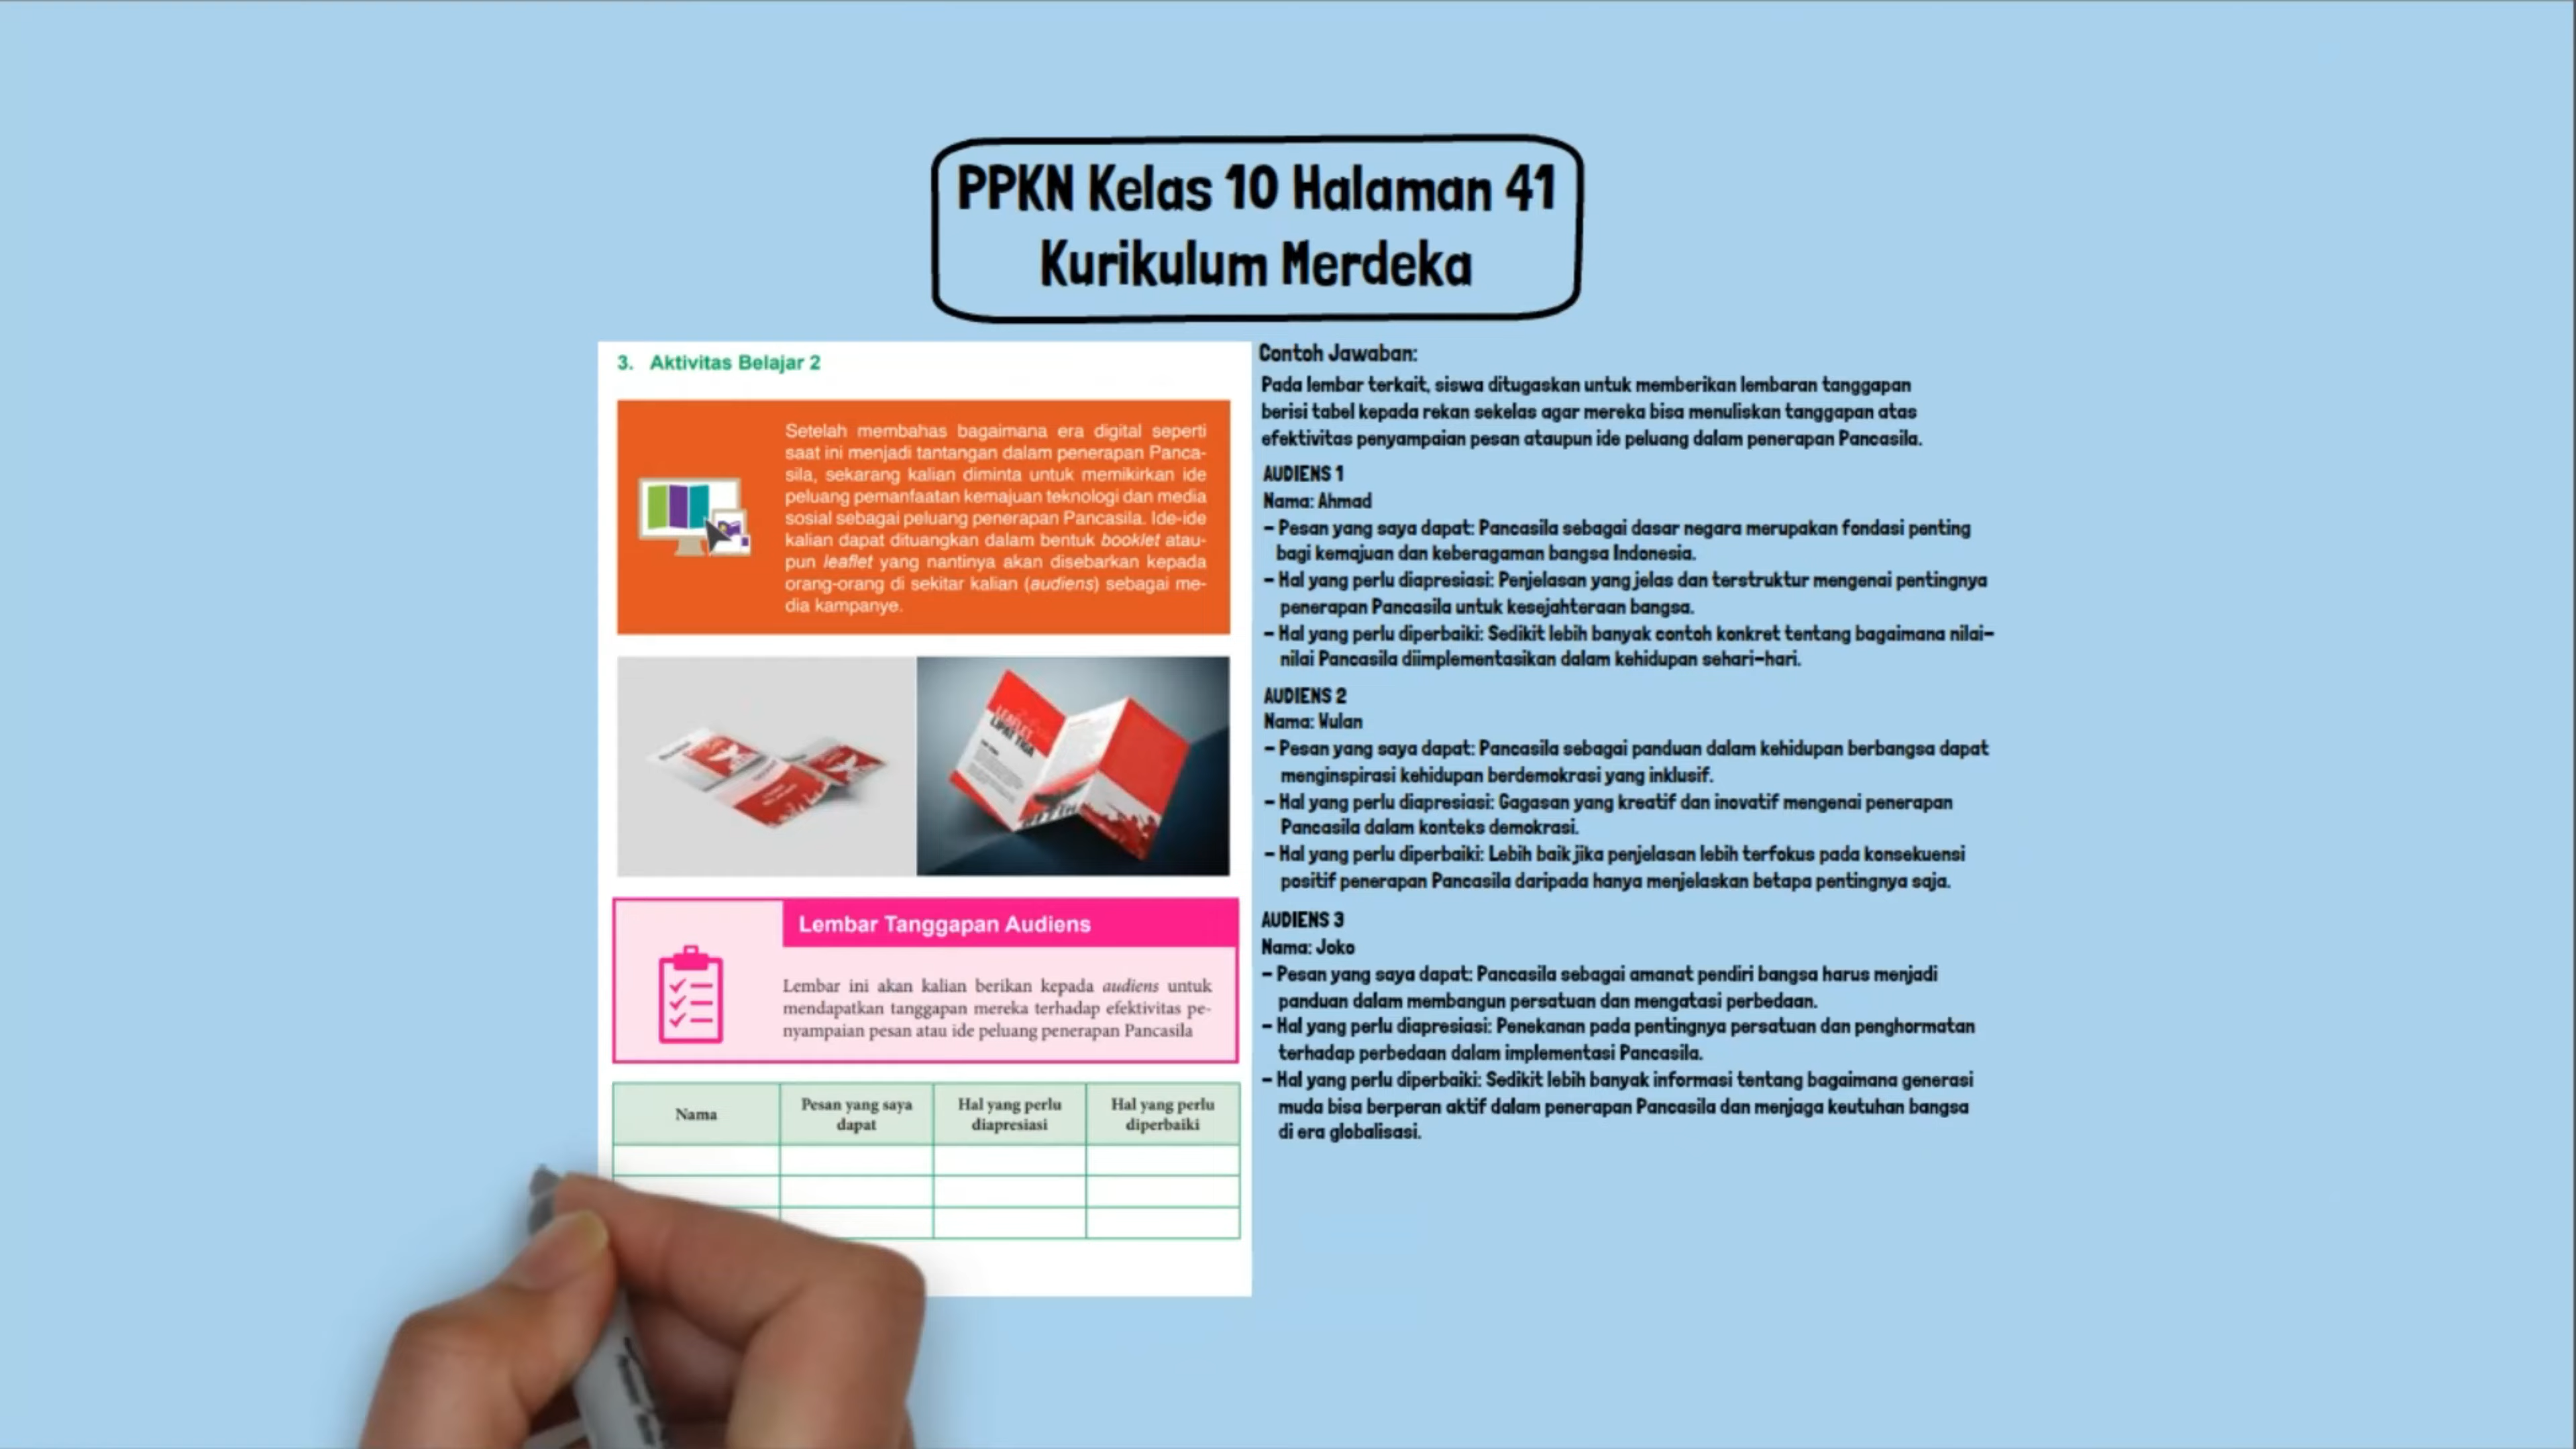 PPKN Kelas 10 Halaman 41
Kurikulum Merdeka
3. Aktivitas Belajar 2
Setelah membahas bagaimana era digital seperti
saat ini menjadi tantangan dalam penerapan Panca-
sila, sekarang kalian diminta untuk memikirkan ide
peluang pemanfaatan kemajuan teknologi dan media
sosial sebagai peluang penerapan Pancasila. Ide-ide
kalian dapat dituangkan dalam bentuk booklet atau-
pun leaflet yang nantinya akan disebarkan kepada
orang-orang di sekitar kalian (audiens) sebagai me-
dia kampanye.
LEAFLET
LIPAT TIGA
Lembar Tanggapan Audiens
Lembar ini akan kalian berikan kepada audiens untuk
mendapatkan tanggapan mereka terhadap efektivitas pe-
nyampaian pesan atau ide peluang penerapan Pancasila
Nama
Pesan yang saya
dapat
Hal yang perlu
diapresiasi
Hal yang perlu
diperbaiki
Contoh Jawaban:
Pada lembar terkait, siswa ditugaskan untuk memberikan lembaran tanggapan
berisi tabel kepada rekan sekelas agar mereka bisa menuliskan tanggapan atas
efektivitas penyampaian pesan ataupun ide peluang dalam penerapan Pancasila.
AUDIENS 1
Nama: Ahmad
- Pesan yang saya dapat: Pancasila sebagai dasar negara merupakan fondasi penting
bagi kemajuan dan keberagaman bangsa Indonesia.
- Hal yang perlu diapresiasi: Penjelasan yang jelas dan terstruktur mengenai pentingnya
penerapan Pancasila untuk kesejahteraan bangsa.
- Hal yang perlu diperbaiki: Sedikit lebih banyak contoh konkret tentang bagaimana nilai-
nilai Pancasila diimplementasikan dalam kehidupan sehari-hari.
AUDIENS 2
Nama: Wulan
- Pesan yang saya dapat: Pancasila sebagai panduan dalam kehidupan berbangsa dapat
menginspirasi kehidupan berdemokrasi yang inklusif.
- Hal yang perlu diapresiasi: Gagasan yang kreatif dan inovatif mengenai penerapan
Pancasila dalam konteks demokrasi.
- Hal yang perlu diperbaiki: Lebih baik jika penjelasan lebih terfokus pada konsekuensi
positif penerapan Pancasila daripada hanya menjelaskan betapa pentingnya saja.
AUDIENS 3
Nama: Joko
- Pesan yang saya dapat: Pancasila sebagai amanat pendiri bangsa harus menjadi
panduan dalam membangun persatuan dan mengatasi perbedaan.
- Hal yang perlu diapresiasi: Penekanan pada pentingnya persatuan dan penghormatan
terhadap perbedaan dalam implementasi Pancasila.
- Hal yang perlu diperbaiki: Sedikit lebih banyak informasi tentang bagaimana generasi
muda bisa berperan aktif dalam penerapan Pancasila dan menjaga keutuhan bangsa
di era globalisasi.